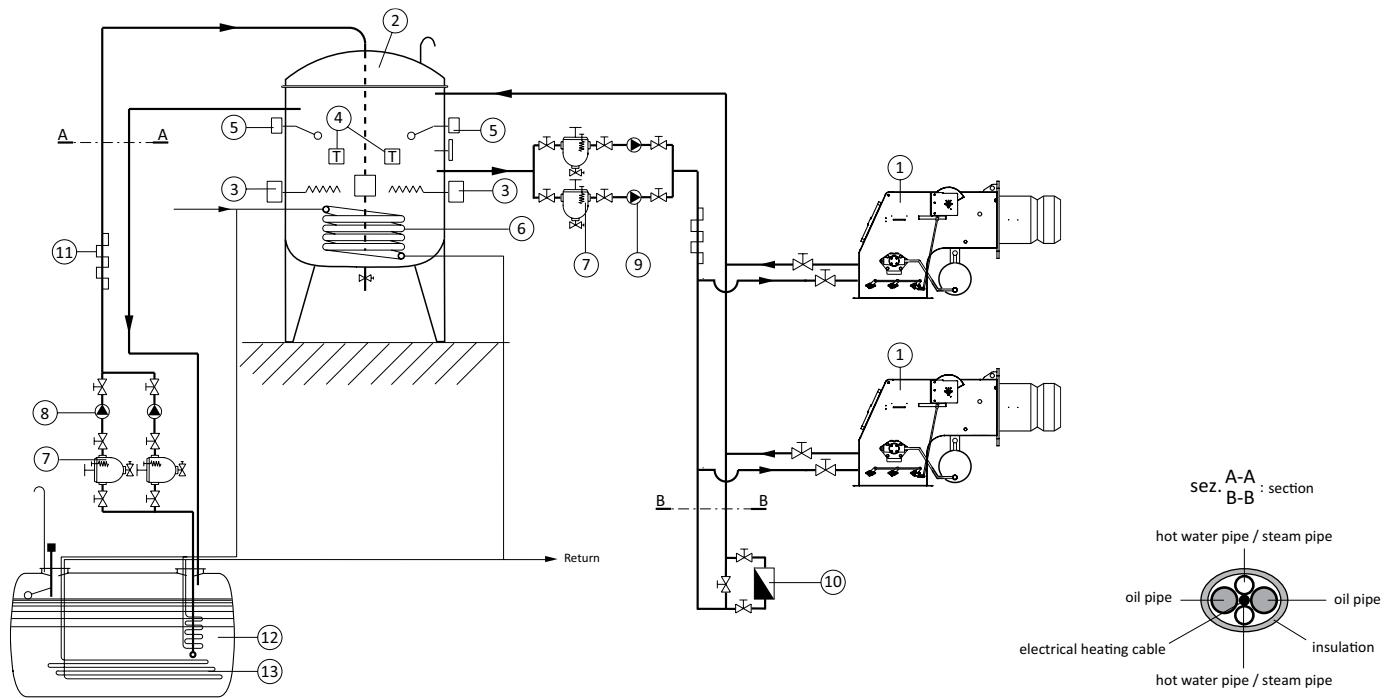 2
A
A
5
4
5
T
T
3
3
6
7
9
1
11
8
7
1
B
B
Return
10
12
13
sez. A-A
B-B : section
hot water pipe / steam pipe
oil pipe
oil pipe
electrical heating cable
insulation
hot water pipe / steam pipe